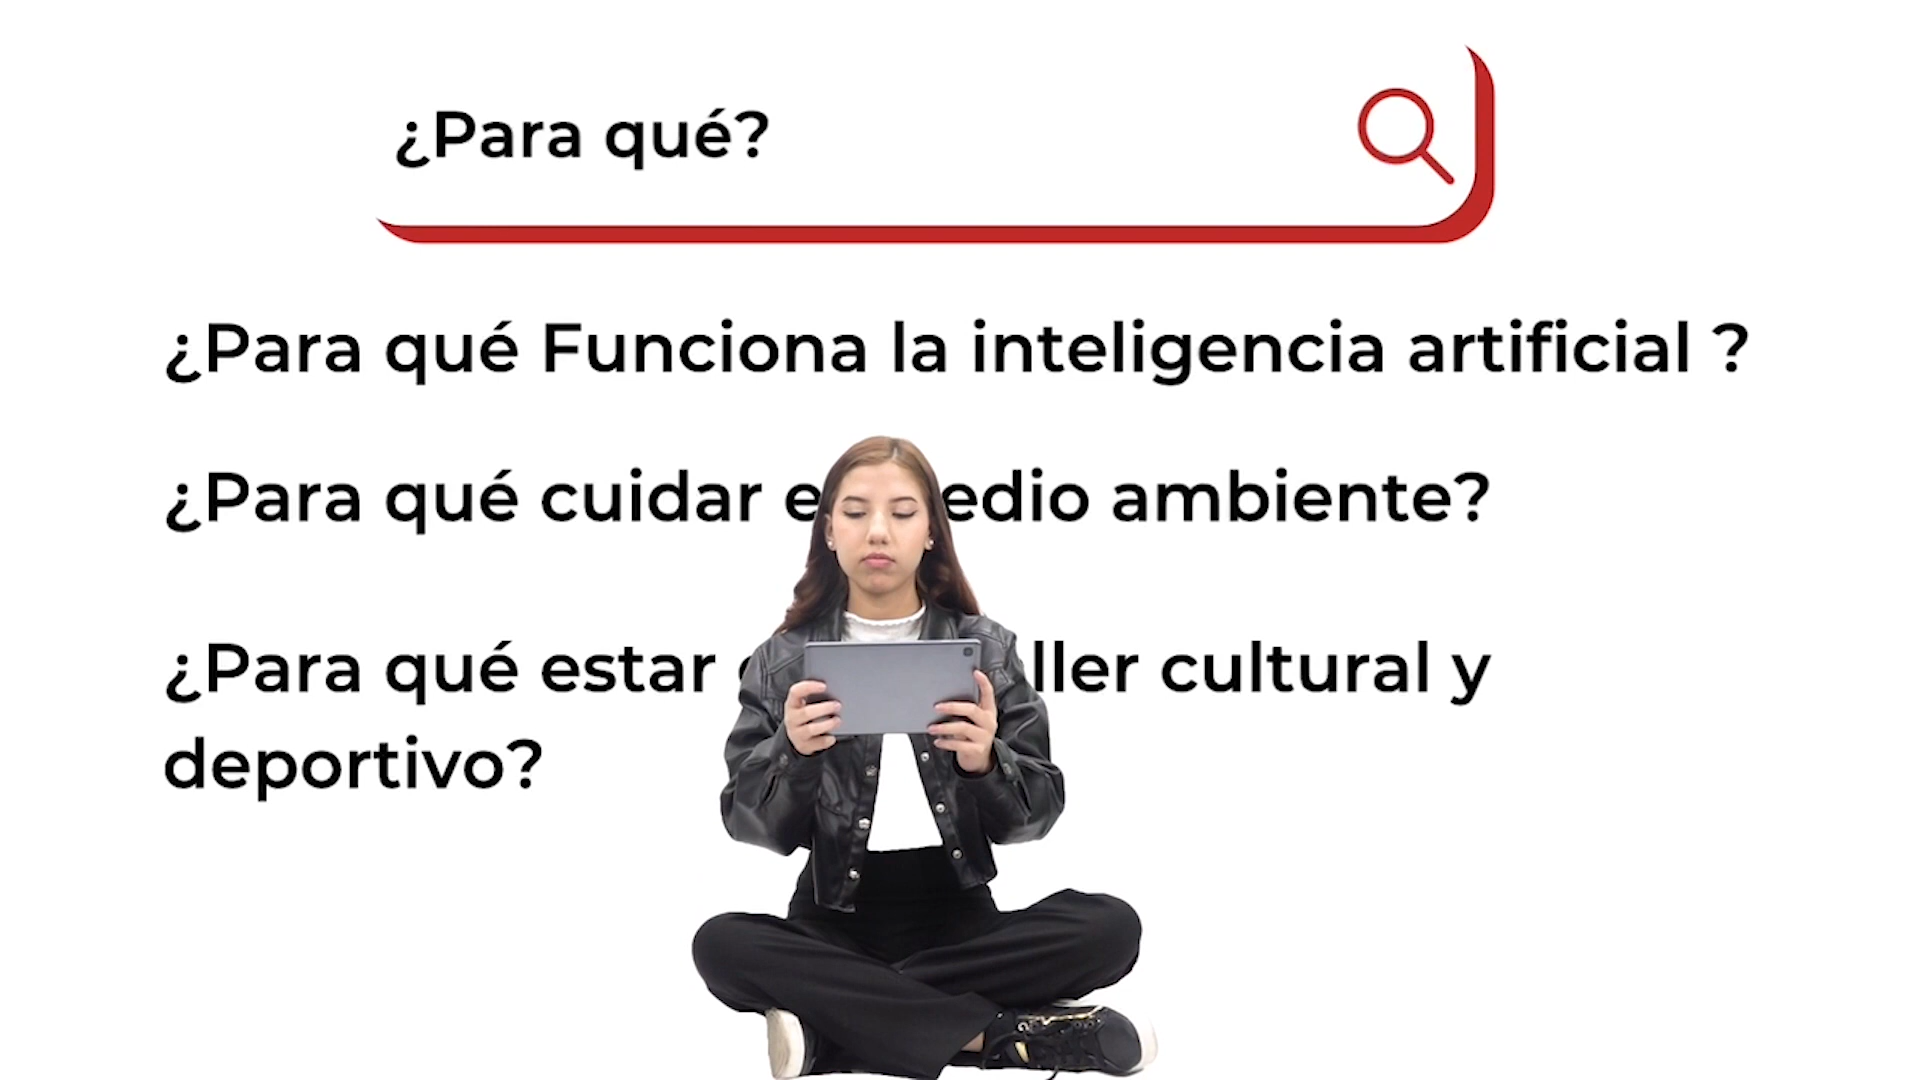 ¿Para qué?
¿Para qué Funciona la inteligencia artificial ?
¿Para qué cuidar ambiente?
¿Para qué estar cultural y
deportivo?